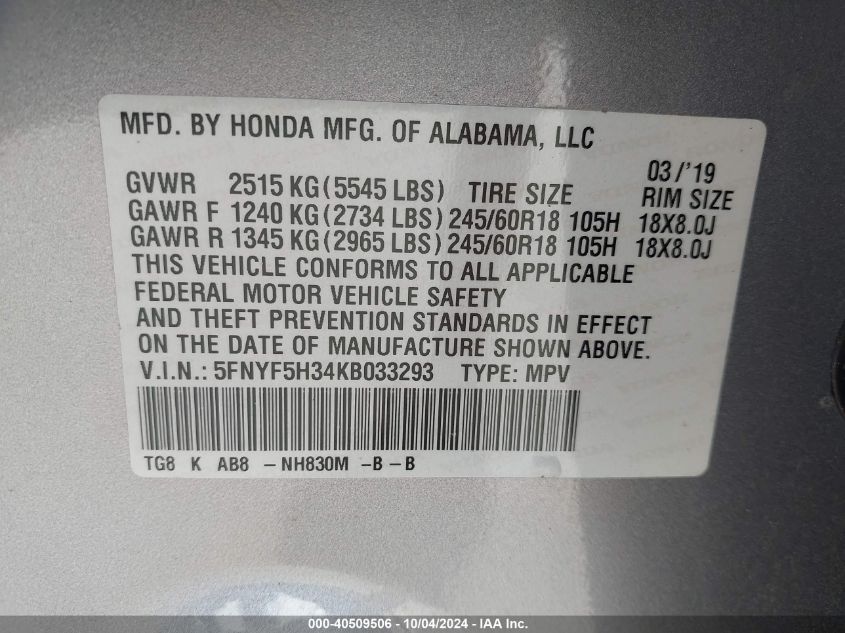 MFD. BY HONDA MFG. OF ALABAMA, LLC
03/'19
GVWR 2515 KG (5545 LBS) TIRE SIZE RIM SIZE
GAWR F 1240 KG (2734 LBS) 245/60R18 105H 18X8.0J
GAWR R 1345 KG (2965 LBS) 245/60R18 105H 18X8.0J
THIS VEHICLE CONFORMS TO ALL APPLICABLE
FEDERAL MOTOR VEHICLE SAFETY
AND THEFT PREVENTION STANDARDS IN EFFECT
ON THE DATE OF MANUFACTURE SHOWN ABOVE.
V.I.N.: 5FNYF5H34KB033293 TYPE: MPV
TG8 K AB8 -NH830M -B -B
000-40509506 - 10/04/2024 - IAA Inc.